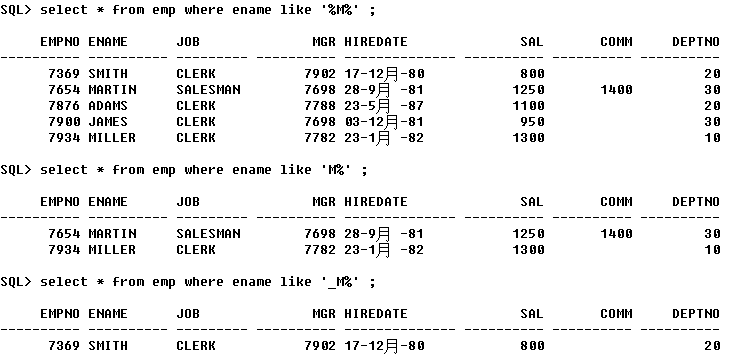 SQL> select * from emp where ename like '%M%' ;
EMPNO ENAME JOB MGR HIREDATE SAL COMM DEPTNO
---------- ---------- --------- ---------- -------------- ---------- ---------- ----------
7369 SMITH CLERK 7902 17-12月-80 800 20
7654 MARTIN SALESMAN 7698 28-9月 -81 1250 1400 30
7876 ADAMS CLERK 7788 23-5月 -87 1100 20
7900 JAMES CLERK 7698 03-12月-81 950 30
7934 MILLER CLERK 7782 23-1月 -82 1300 10
SQL> select * from emp where ename like 'M%' ;
EMPNO ENAME JOB MGR HIREDATE SAL COMM DEPTNO
---------- ---------- --------- ---------- -------------- ---------- ---------- ----------
7654 MARTIN SALESMAN 7698 28-9月 -81 1250 1400 30
7934 MILLER CLERK 7782 23-1月 -82 1300 10
SQL> select * from emp where ename like '_M%' ;
EMPNO ENAME JOB MGR HIREDATE SAL COMM DEPTNO
---------- ---------- --------- ---------- -------------- ---------- ---------- ----------
7369 SMITH CLERK 7902 17-12月-80 800 20